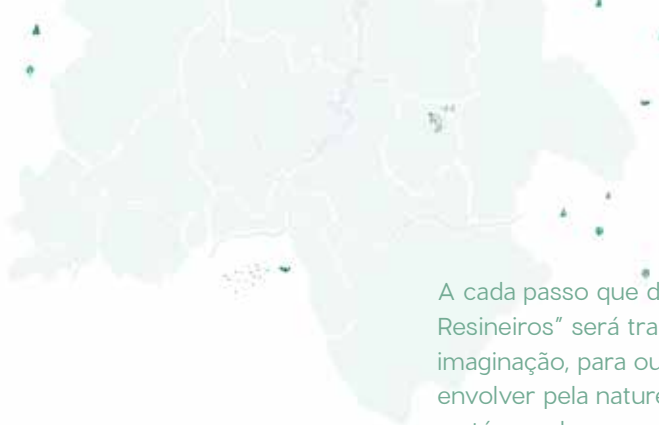 A cada passo que d
Resineiros” será tra
imaginação, para ou
envolver pela nature